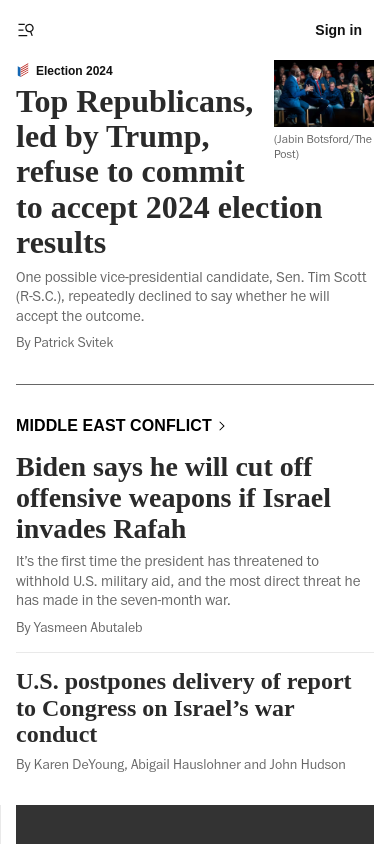 Sign in
Election 2024
Top Republicans,
led by Trump,
refuse to commit
to accept 2024 election
results
(Jabin Botsford/The
Post)
One possible vice-presidential candidate, Sen. Tim Scott
(R-S.C.), repeatedly declined to say whether he will
accept the outcome.
By Patrick Svitek
MIDDLE EAST CONFLICT
Biden says he will cut off
offensive weapons if Israel
invades Rafah
It’s the first time the president has threatened to
withhold U.S. military aid, and the most direct threat he
has made in the seven-month war.
By Yasmeen Abutaleb
U.S. postpones delivery of report
to Congress on Israel’s war
conduct
By Karen DeYoung, Abigail Hauslohner and John Hudson